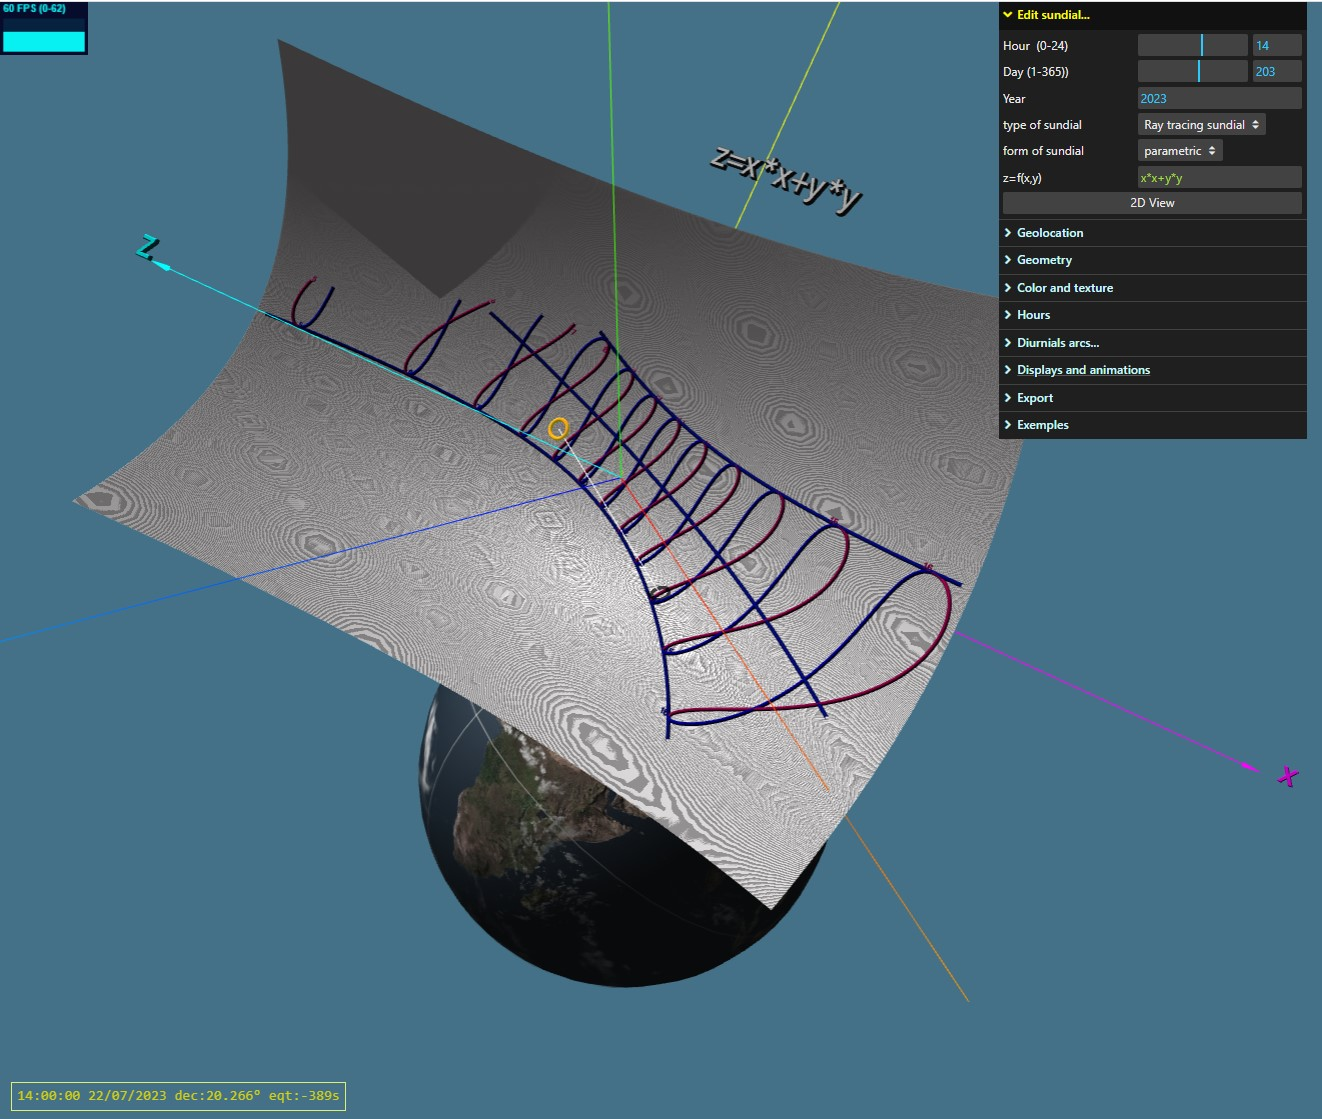 60 FPS (0-62)
Edit sundial...
Hour (0-24)
14
Day (1-365))
203
Year
2023
type of sundial
Ray tracing sundial
form of sundial
parametric
z=f(x,y)
x*x+y*y
2D View
Geolocation
Geometry
Color and texture
Hours
Diurnials arcs...
Displays and animations
Export
Exemples
z=x*x+y*y
Z
X
14:00:00 22/07/2023 dec:20.266° eqt:-389s